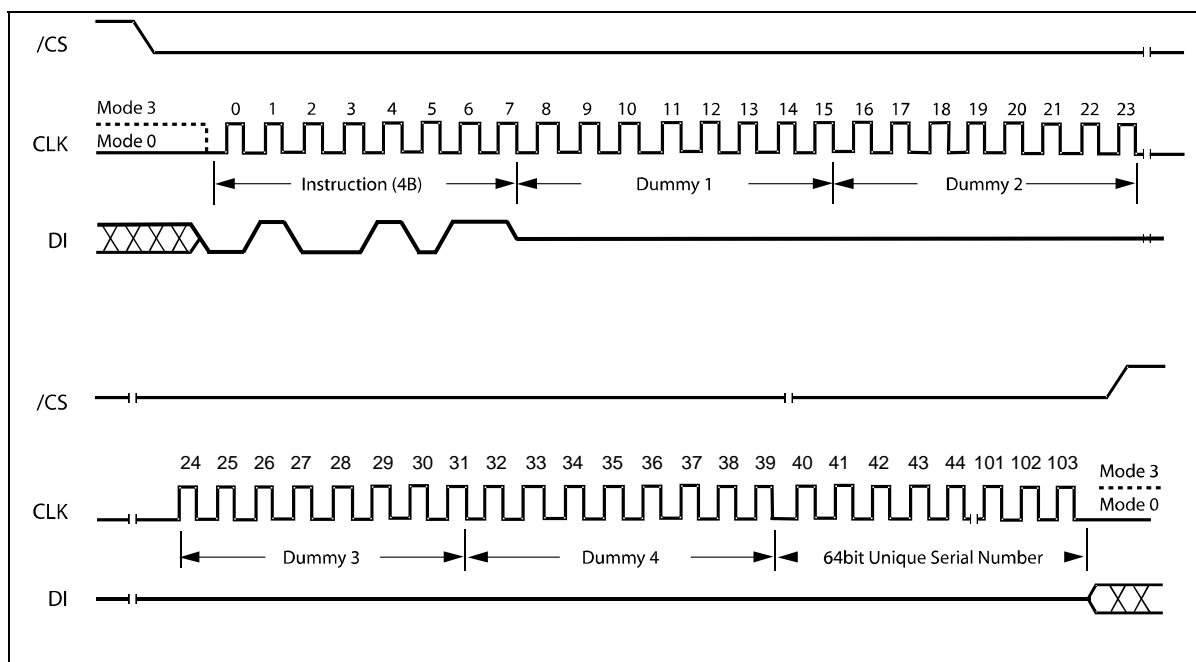 /CS
Mode 3
0 1 2 3 4 5 6 7 8 9 10 11 12 13 14 15 16 17 18 19 20 21 22 23
Mode 0
CLK
Instruction (4B) Dummy 1 Dummy 2
DI
/CS
24 25 26 27 28 29 30 31 32 33 34 35 36 37 38 39 40 41 42 43 44 101 102 103
Mode 3
CLK
Mode 0
Dummy 3 Dummy 4 64bit Unique Serial Number
DI